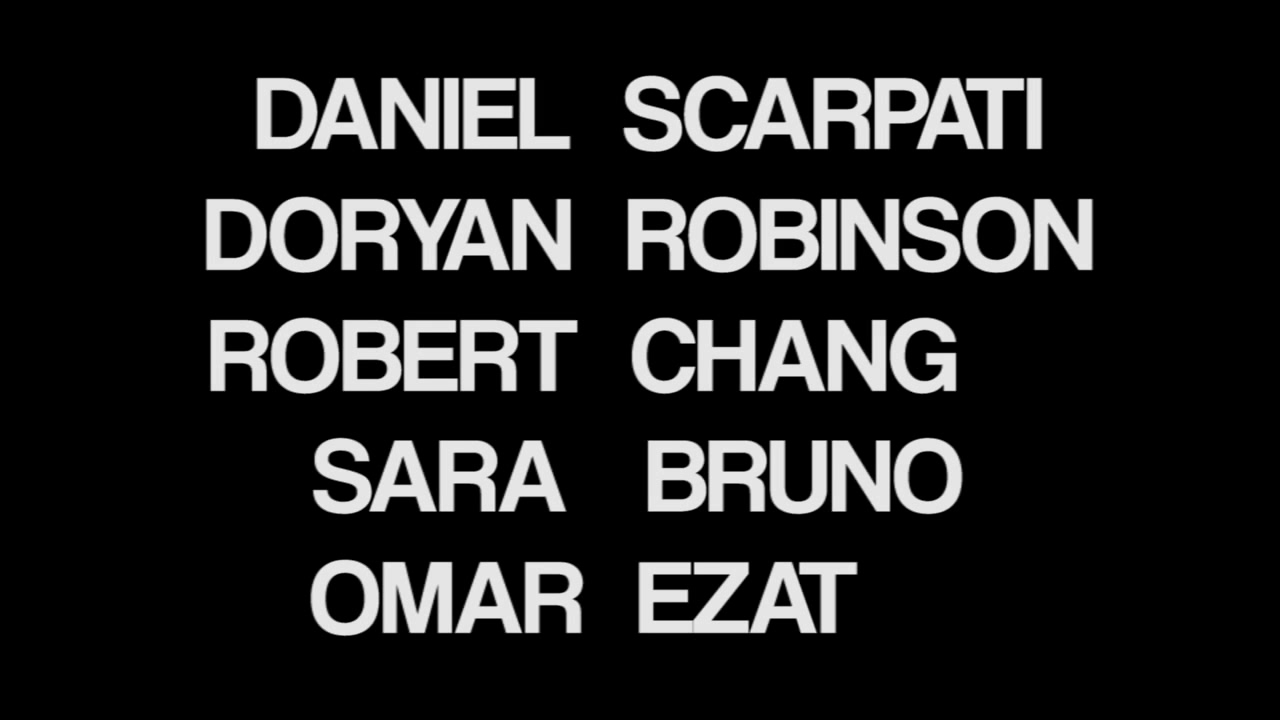 DANIEL SCARPATI
DORYAN ROBINSON
ROBERT CHANG
SARA BRUNO
OMAR EZAT